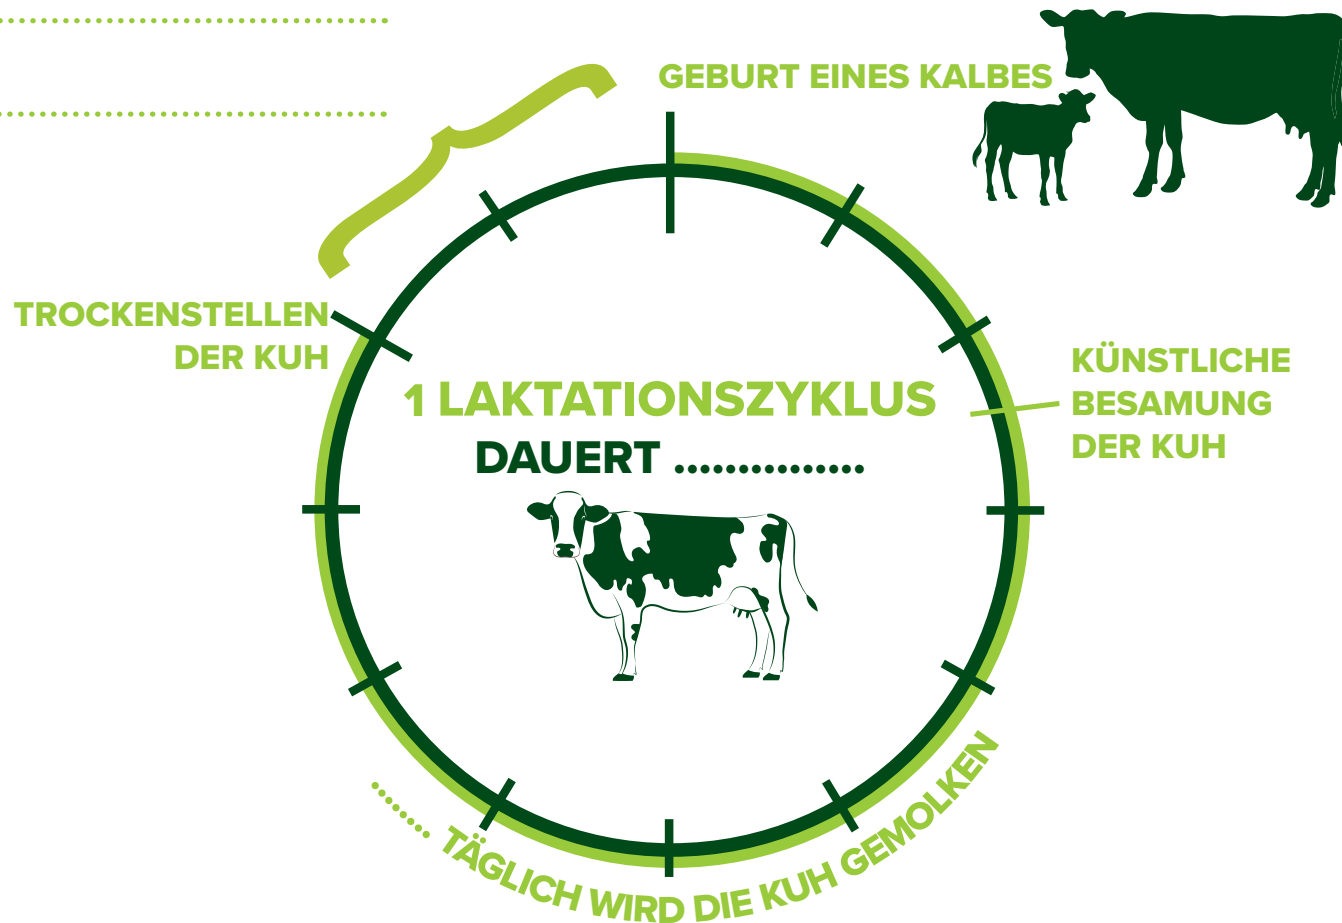 GEBURT EINES KALBES
TROCKENSTELLEN
DER KUH
KÜNSTLICHE
BESAMUNG
DER KUH
1 LAKTATIONSZYKLUS
DAUERT ...............
....... TÄGLICH WIRD DIE KUH GEMOLKEN